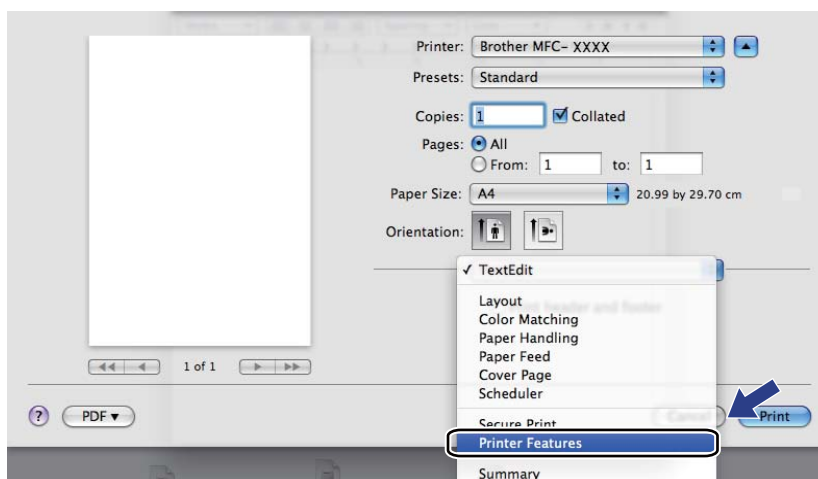 Printer: Brother MFC- XXXX
Presets: Standard
Copies: 1 Collated
Pages: All
From: 1 to: 1
Paper Size: A4 20.99 by 29.70 cm
Orientation:
✓ TextEdit
Layout
Color Matching
Paper Handling
Paper Feed
Cover Page
Scheduler
1 of 1
? PDF ▾ Cancel Print
Secure Print
Printer Features
Summary